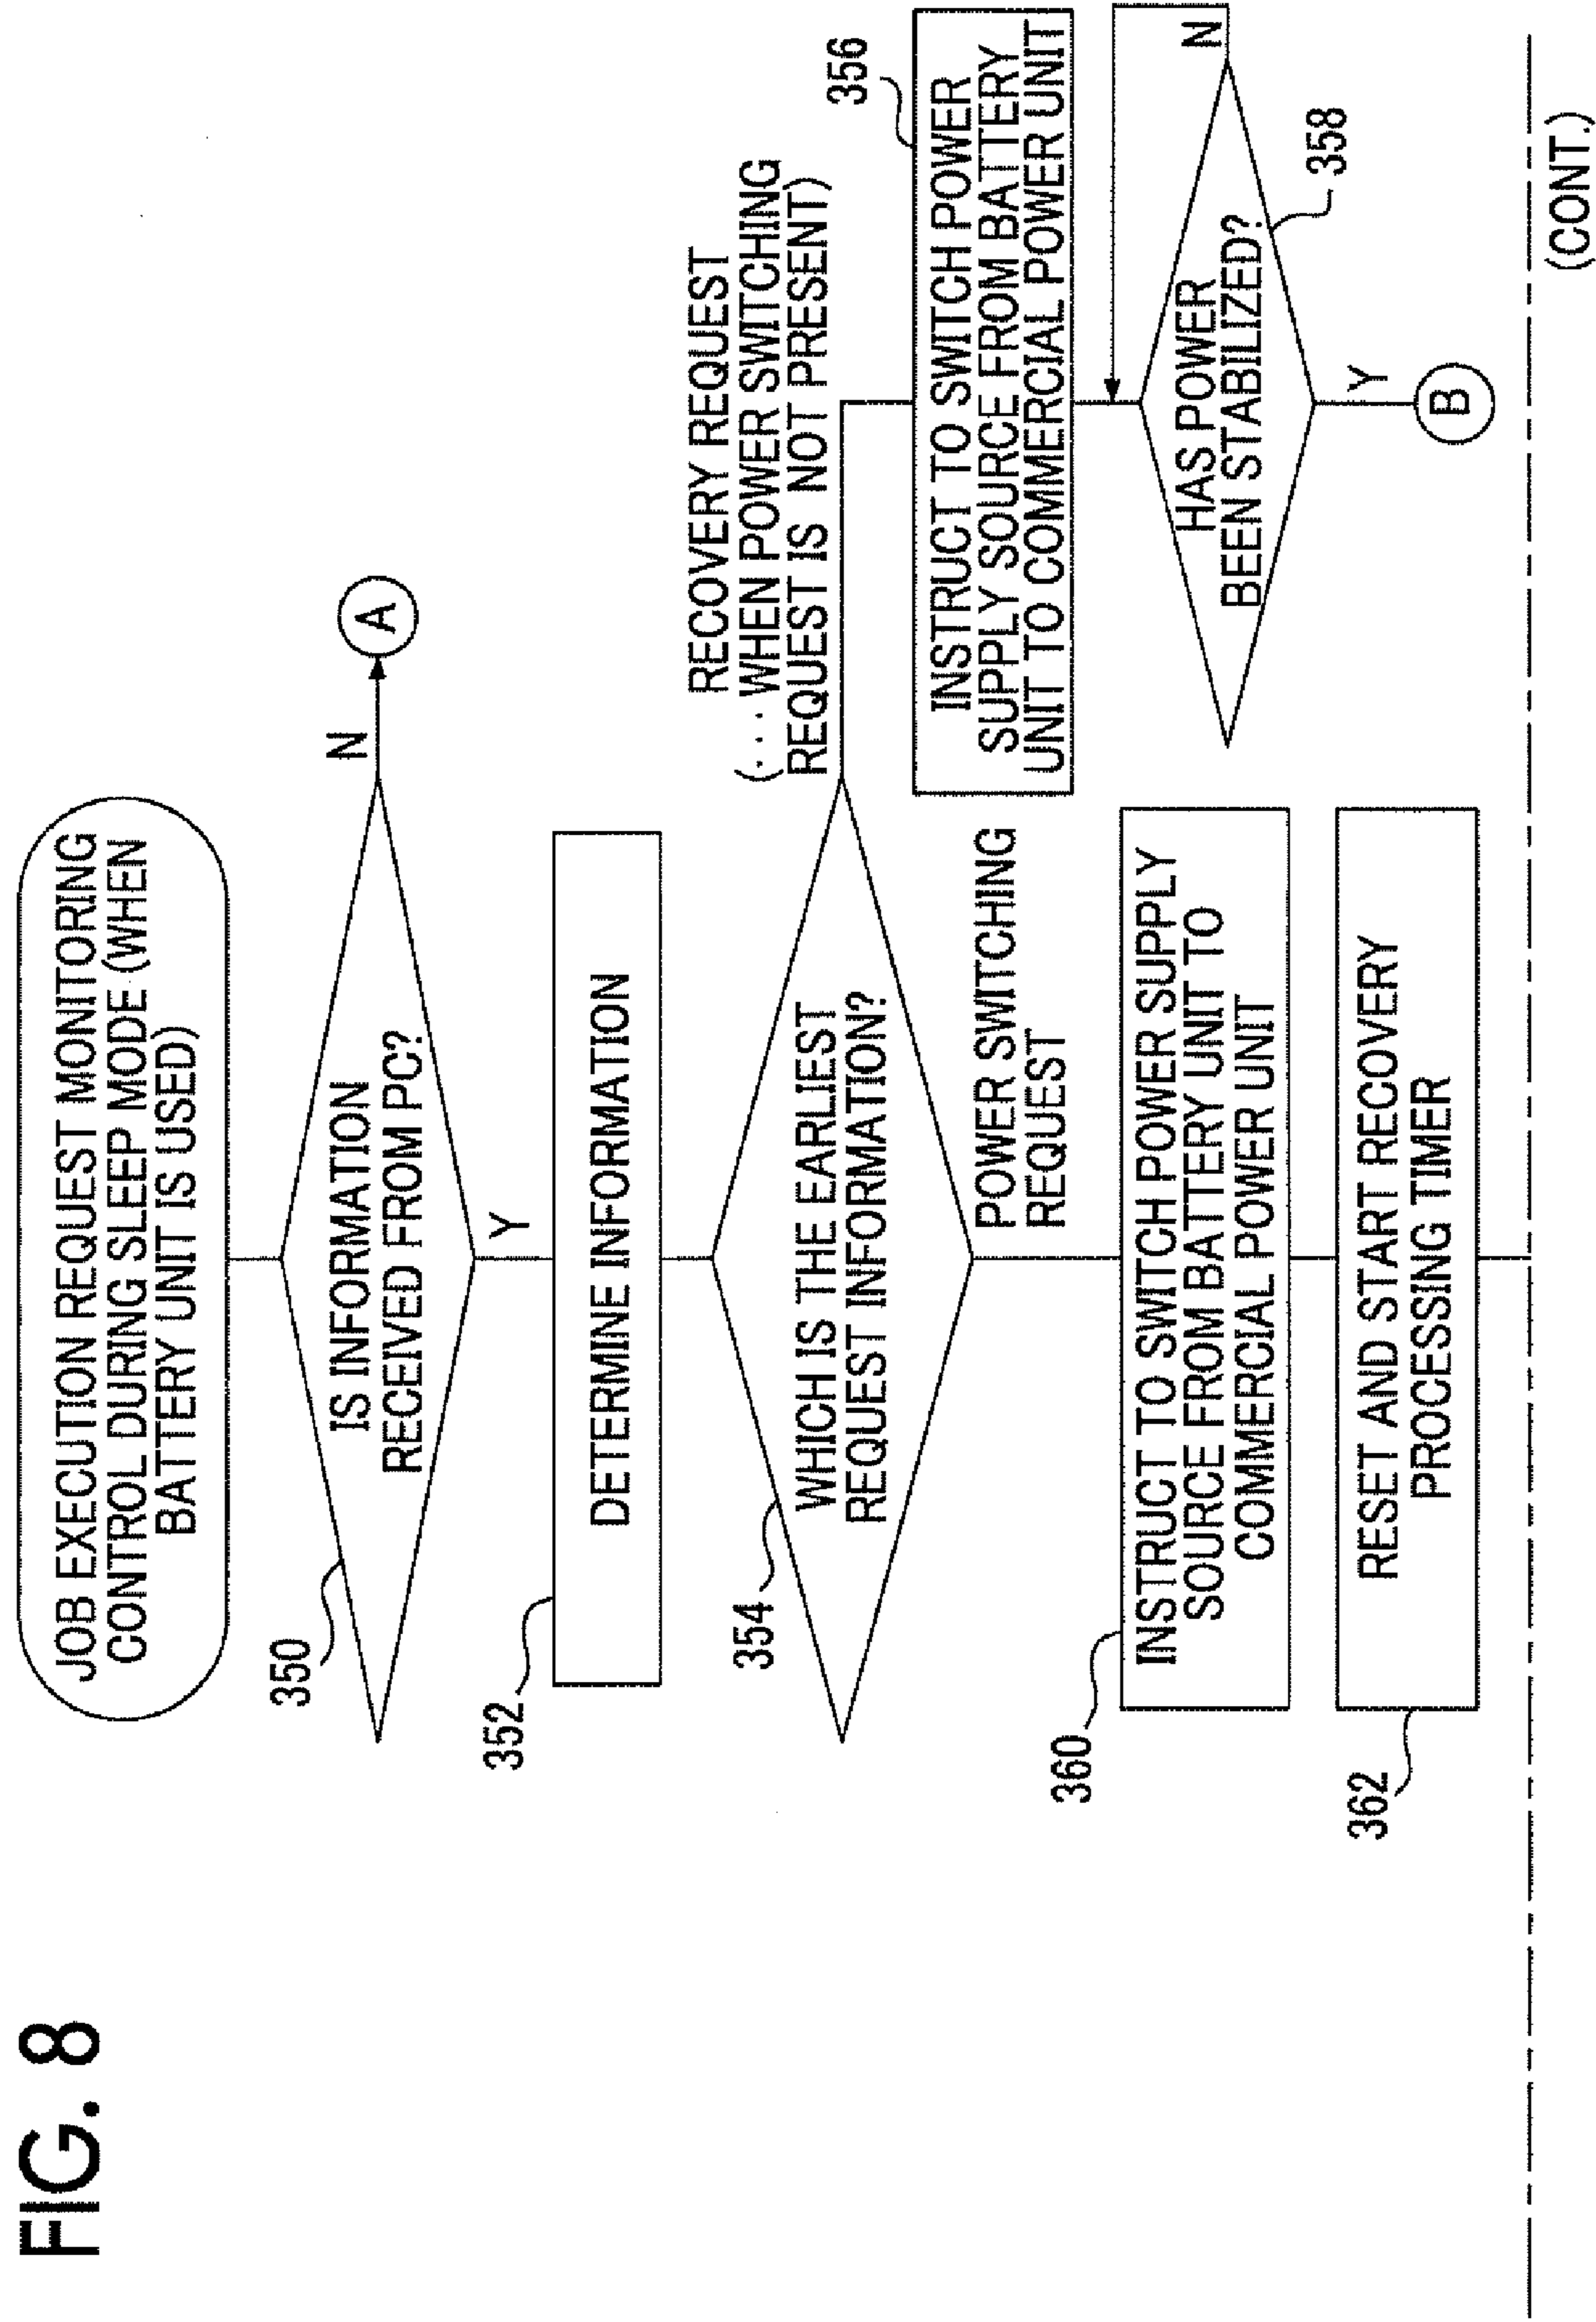 FIG. 8
JOB EXECUTION REQUEST MONITORING
CONTROL DURING SLEEP MODE (WHEN
BATTERY UNIT IS USED)
350
IS INFORMATION
RECEIVED FROM PC?
N
A
Y
352
DETERMINE INFORMATION
354
WHICH IS THE EARLIEST
REQUEST INFORMATION?
RECOVERY REQUEST
(··· WHEN POWER SWITCHING
REQUEST IS NOT PRESENT)
356
INSTRUCT TO SWITCH POWER
SUPPLY SOURCE FROM BATTERY
UNIT TO COMMERCIAL POWER UNIT
N
HAS POWER
BEEN STABILIZED?
358
Y
B
POWER SWITCHING
REQUEST
360
INSTRUCT TO SWITCH POWER SUPPLY
SOURCE FROM BATTERY UNIT TO
COMMERCIAL POWER UNIT
362
RESET AND START RECOVERY
PROCESSING TIMER
(CONT.)